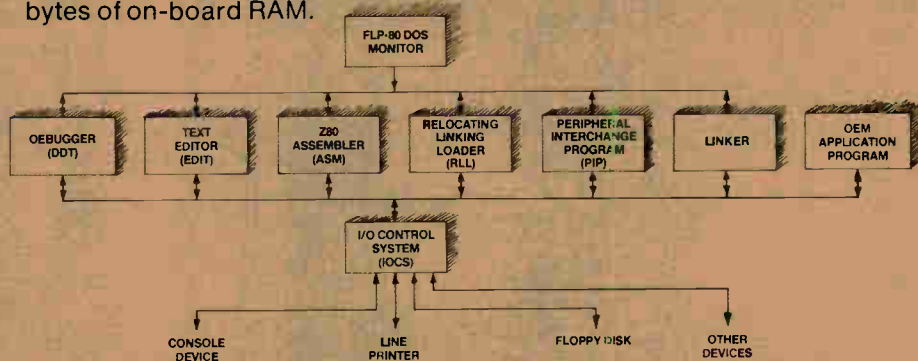 bytes of on-board RAM.
FLP-80 DOS
MONITOR
OEBUGGER
(DDT)
TEXT
EDITOR
(EDIT)
Z80
ASSEMBLER
(ASM)
RELOCATING
LINKING
LOADER
(RLL)
PERIPHERAL
INTERCHANGE
PROGRAM
(PIP)
LINKER
OEM
APPLICATION
PROGRAM
I/O CONTROL
SYSTEM
(IOCS)
CONSOLE
DEVICE
LINE
PRINTER
FLOPPY DISK
OTHER
DEVICES